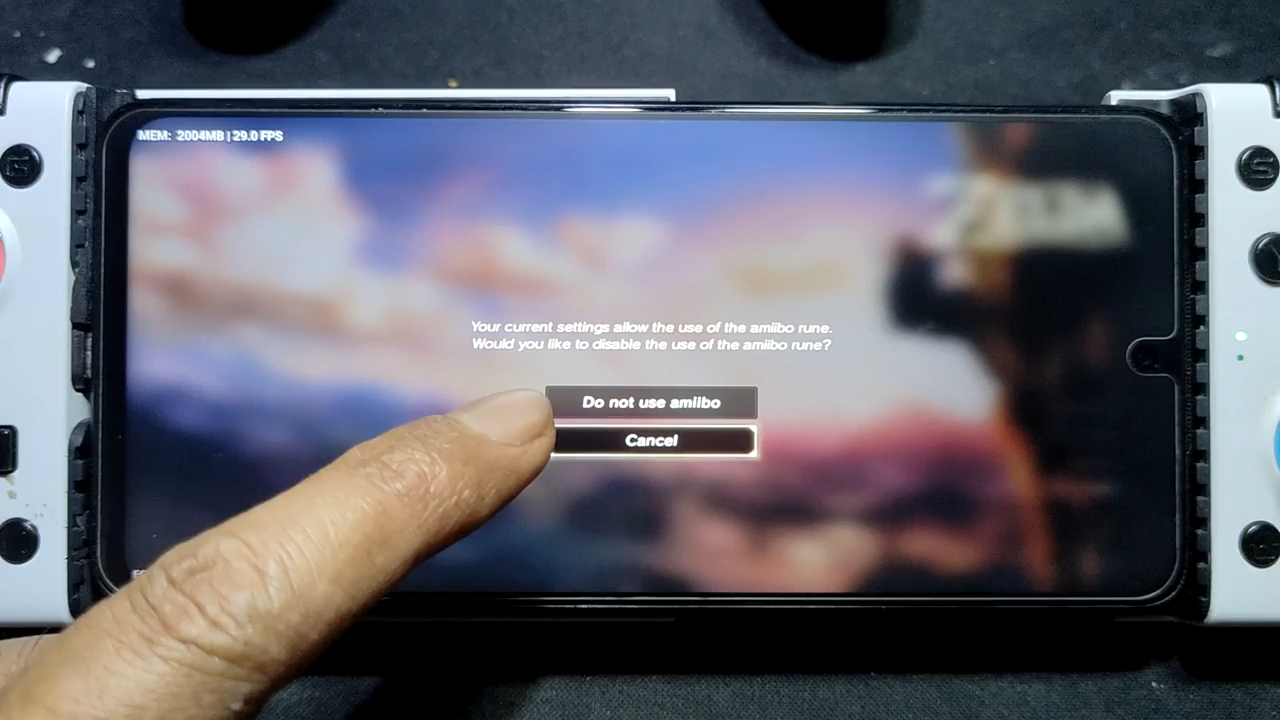 MEM: 2004MB | 29.0 FPS
Your current settings allow the use of the amiibo rune.
Would you like to disable the use of the amiibo rune?
Do not use amiibo
Cancel
S